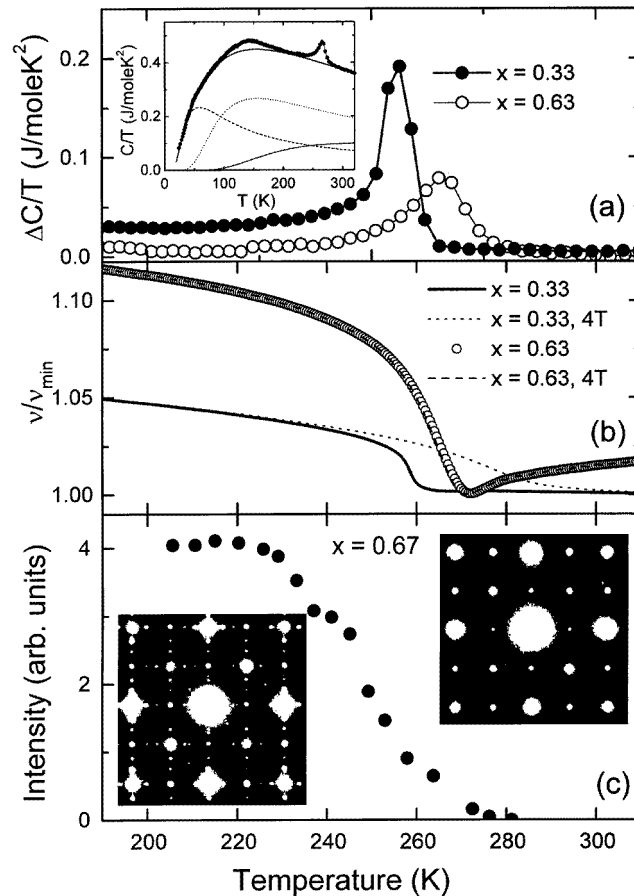 0.4
0.2
0.0
C/T (J/moleK²)
100 200 300
T (K)
0.2
0.1
0.0
ΔC/T (J/moleK²)
x = 0.33
x = 0.63
(a)
1.10
1.05
1.00
ν/νmin
x = 0.33
x = 0.33, 4T
x = 0.63
x = 0.63, 4T
(b)
4
2
0
Intensity (arb. units)
x = 0.67
(c)
200 220 240 260 280 300
Temperature (K)